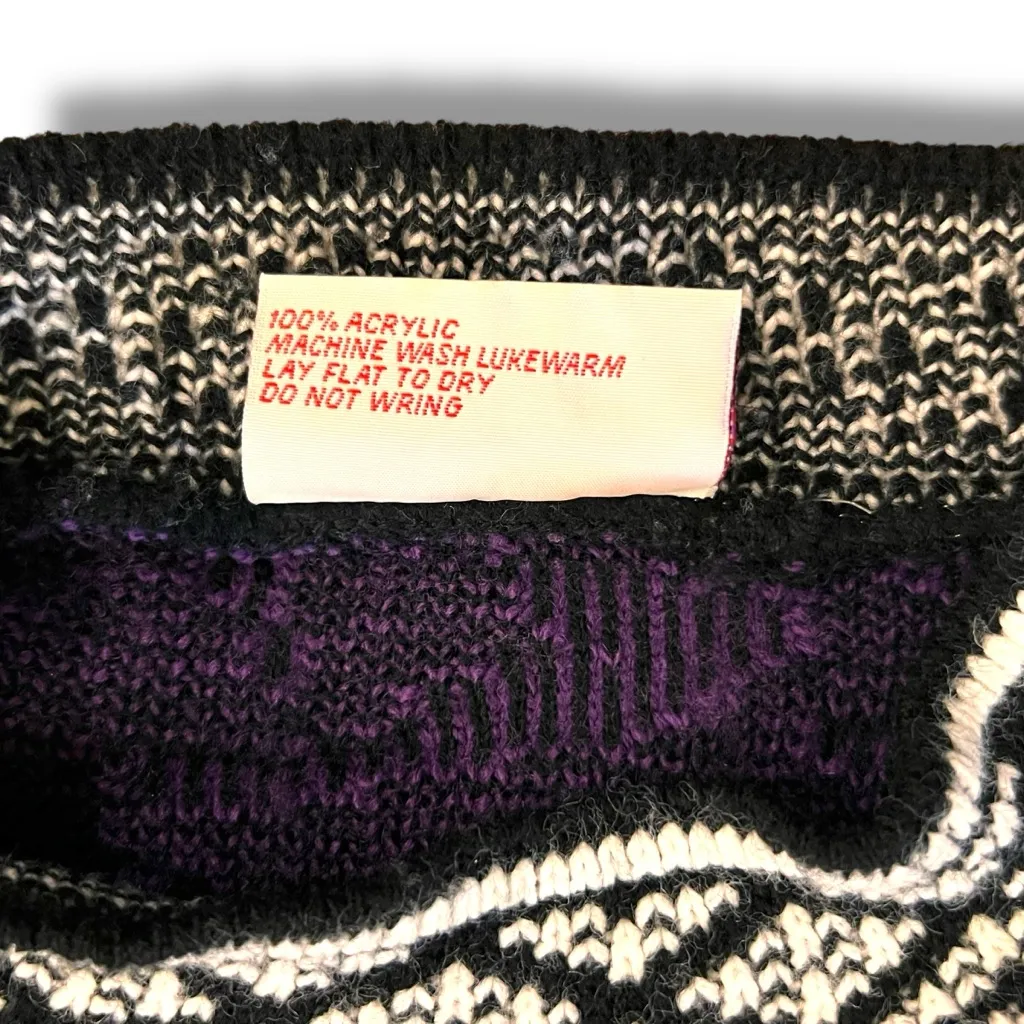 100% ACRYLIC
MACHINE WASH LUKEWARM
LAY FLAT TO DRY
DO NOT WRING